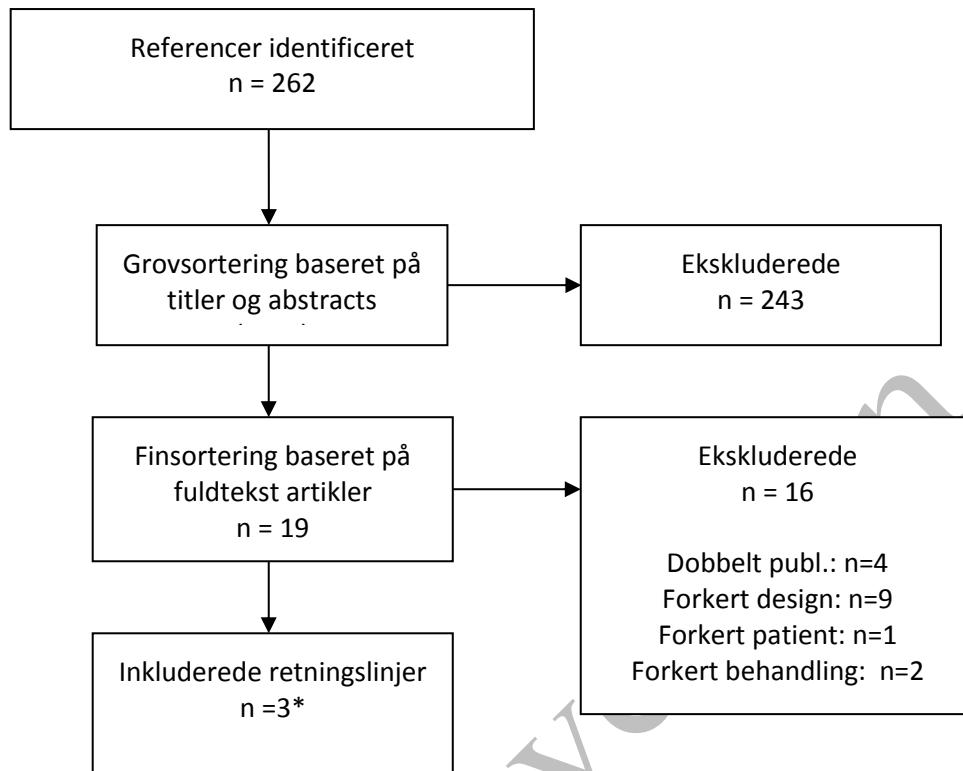 Referencer identificeret
n = 262
Grovsortering baseret på
titler og abstracts
Ekskluderede
n = 243
Finsortering baseret på
fuldtekst artikler
n = 19
Ekskluderede
n = 16
Dobbelt publ.: n=4
Forkert design: n=9
Forkert patient: n=1
Forkert behandling: n=2
Inkluderede retningslinjer
n =3*